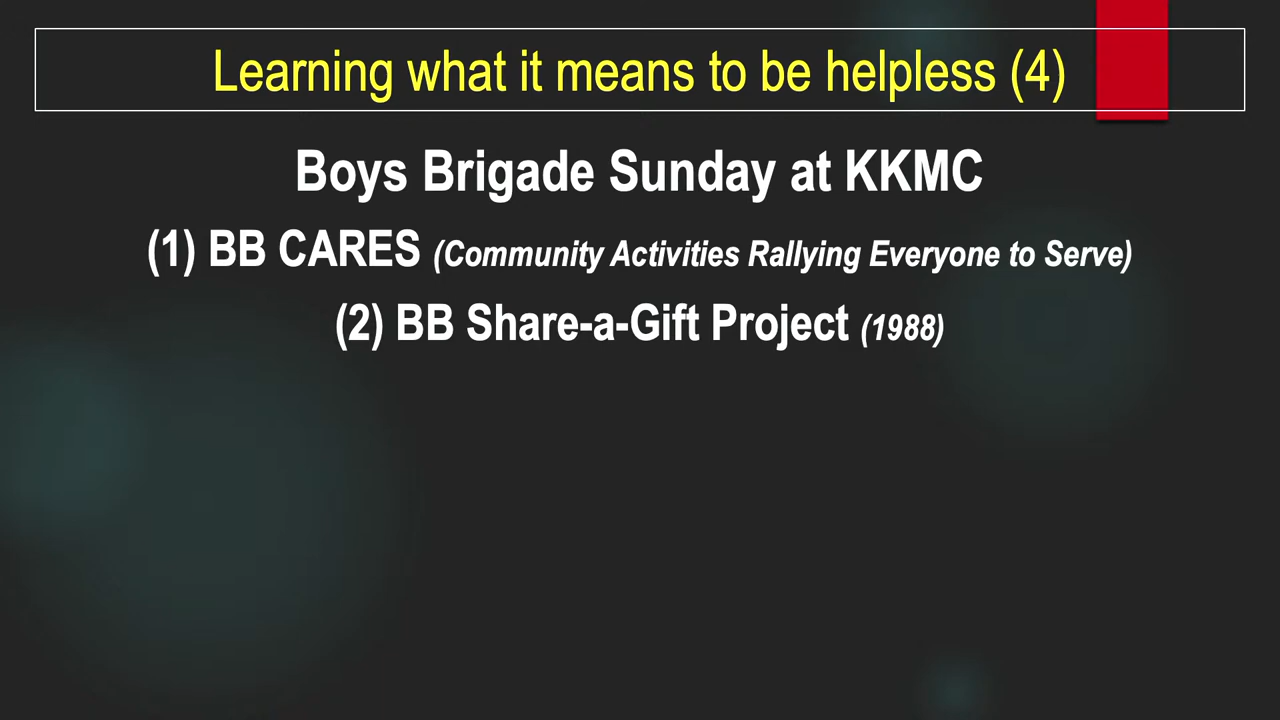 Learning what it means to be helpless (4)
Boys Brigade Sunday at KKMC
(1) BB CARES (Community Activities Rallying Everyone to Serve)
(2) BB Share-a-Gift Project (1988)